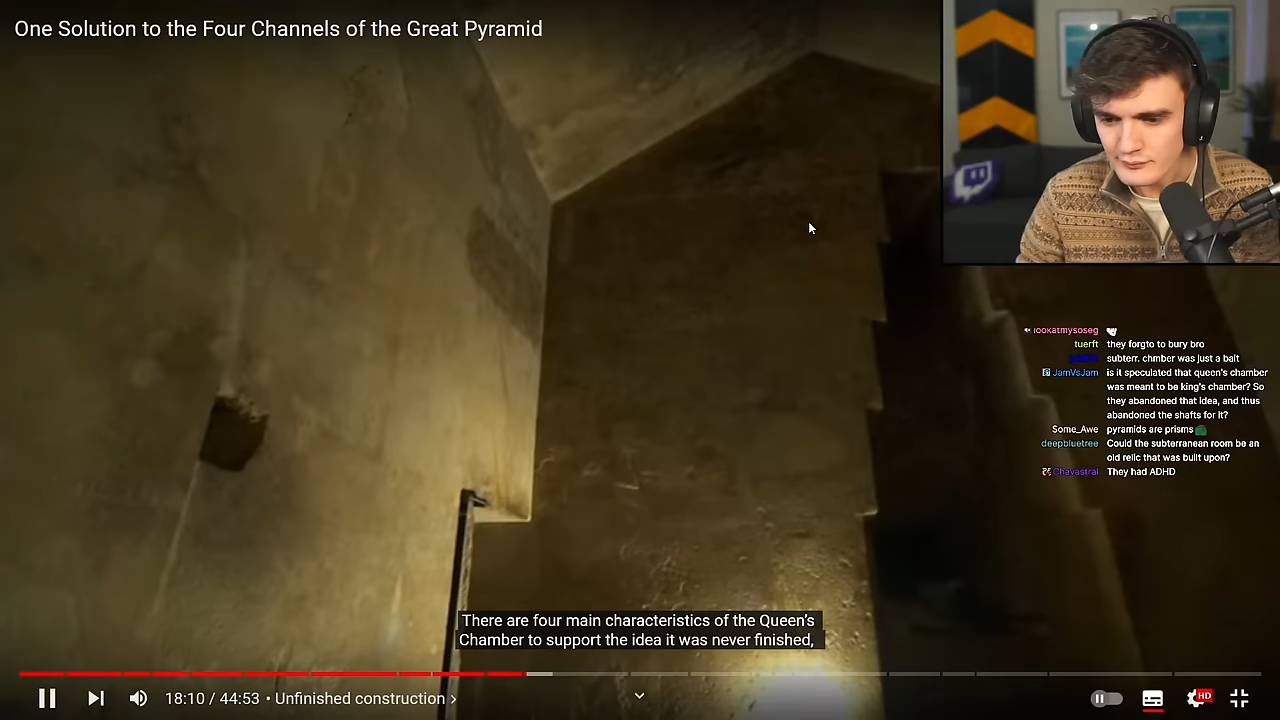 One Solution to the Four Channels of the Great Pyramid
lookatmysoseg
tuerft they forgto to bury bro
subterr. chmber was just a bait
JamVsJam is it speculated that queen's chamber
was meant to be king's chamber? So
they abandoned that idea, and thus
abandoned the shafts for it?
Some_Awe pyramids are prisms
deepbluetree Could the subterranean room be an
old relic that was built upon?
Chavastral They had ADHD
There are four main characteristics of the Queen's
Chamber to support the idea it was never finished,
18:10 / 44:53 • Unfinished construction ›
HD